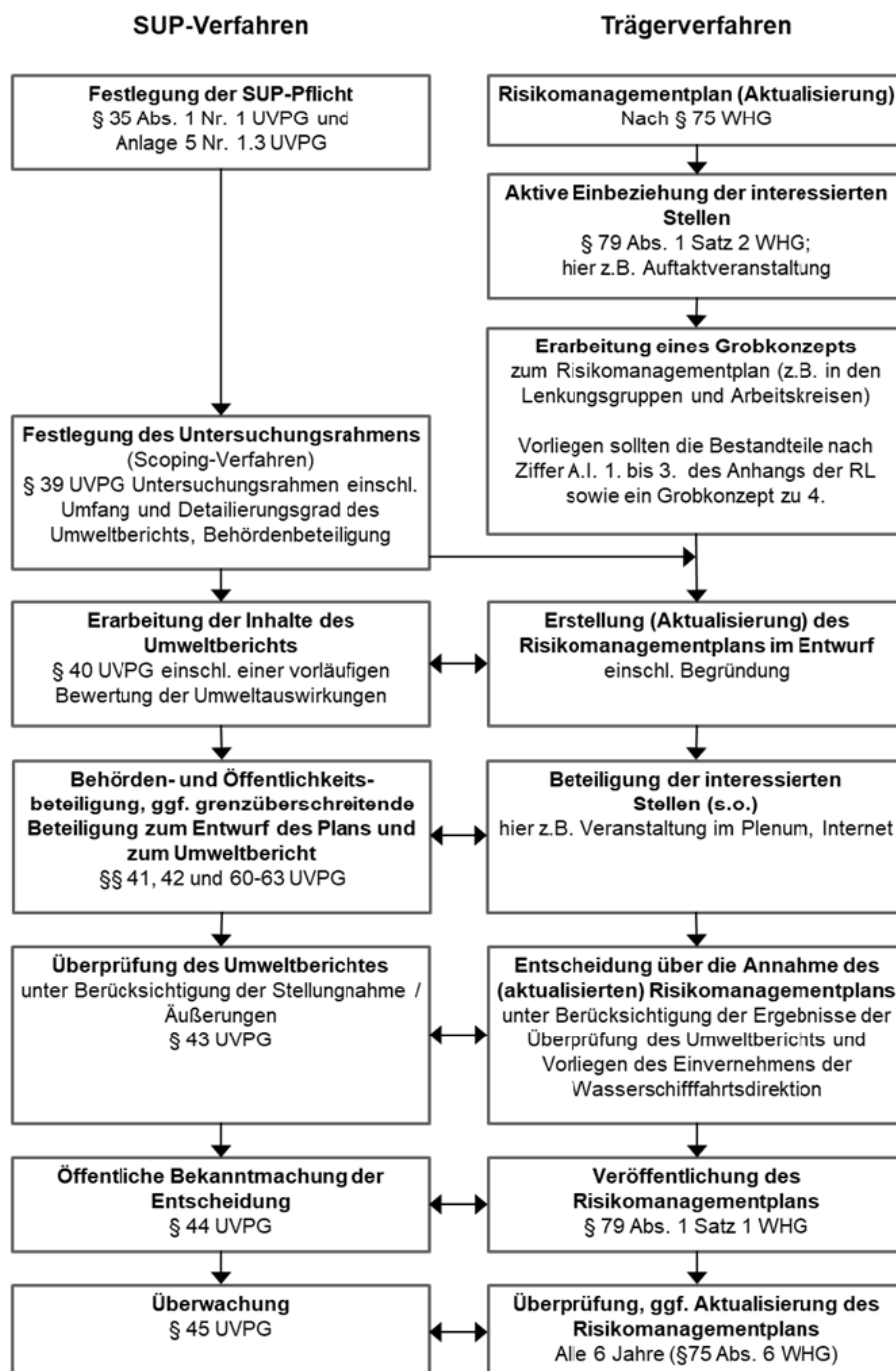 SUP-Verfahren
Festlegung der SUP-Pflicht
§ 35 Abs. 1 Nr. 1 UVPG und
Anlage 5 Nr. 1.3 UVPG
Festlegung des Untersuchungsrahmens
(Scoping-Verfahren)
§ 39 UVPG Untersuchungsrahmen einschl.
Umfang und Detailierungsgrad des
Umweltberichts, Behördenbeteiligung
Erarbeitung der Inhalte des
Umweltberichts
§ 40 UVPG einschl. einer vorläufigen
Bewertung der Umweltauswirkungen
Behörden- und Öffentlichkeits-
beteiligung, ggf. grenzüberschreitende
Beteiligung zum Entwurf des Plans und
zum Umweltbericht
§§ 41, 42 und 60-63 UVPG
Überprüfung des Umweltberichtes
unter Berücksichtigung der Stellungnahme /
Äußerungen
§ 43 UVPG
Öffentliche Bekanntmachung der
Entscheidung
§ 44 UVPG
Überwachung
§ 45 UVPG
Trägerverfahren
Risikomanagementplan (Aktualisierung)
Nach § 75 WHG
Aktive Einbeziehung der interessierten
Stellen
§ 79 Abs. 1 Satz 2 WHG;
hier z.B. Auftaktveranstaltung
Erarbeitung eines Grobkonzepts
zum Risikomanagementplan (z.B. in den
Lenkungsgruppen und Arbeitskreisen)
Vorliegen sollten die Bestandteile nach
Ziffer A.I. 1. bis 3. des Anhangs der RL
sowie ein Grobkonzept zu 4.
Erstellung (Aktualisierung) des
Risikomanagementplans im Entwurf
einschl. Begründung
Beteiligung der interessierten
Stellen (s.o.)
hier z.B. Veranstaltung im Plenum, Internet
Entscheidung über die Annahme des
(aktualisierten) Risikomanagementplans
unter Berücksichtigung der Ergebnisse der
Überprüfung des Umweltberichts und
Vorliegen des Einvernehmens der
Wasserschifffahrtsdirektion
Veröffentlichung des
Risikomanagementplans
§ 79 Abs. 1 Satz 1 WHG
Überprüfung, ggf. Aktualisierung des
Risikomanagementplans
Alle 6 Jahre (§75 Abs. 6 WHG)